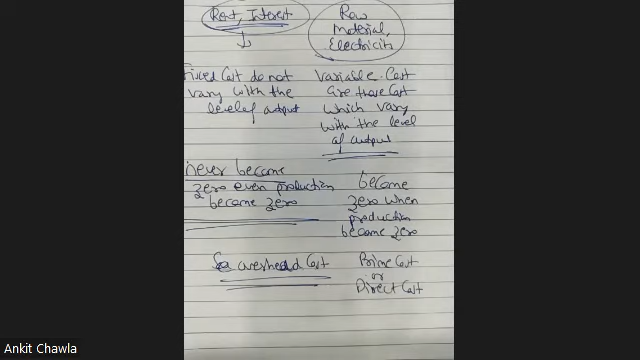 Rent, Interest
Raw
Material,
Electricity
Fixed Cost do not
vary with the
level of output
Variable Cost
are those Cost
which vary
with the level
of output
never become
zero even production
become zero
become
zero when
production
become zero
overhead Cost
Prime Cost
or
Direct Cost
Ankit Chawla